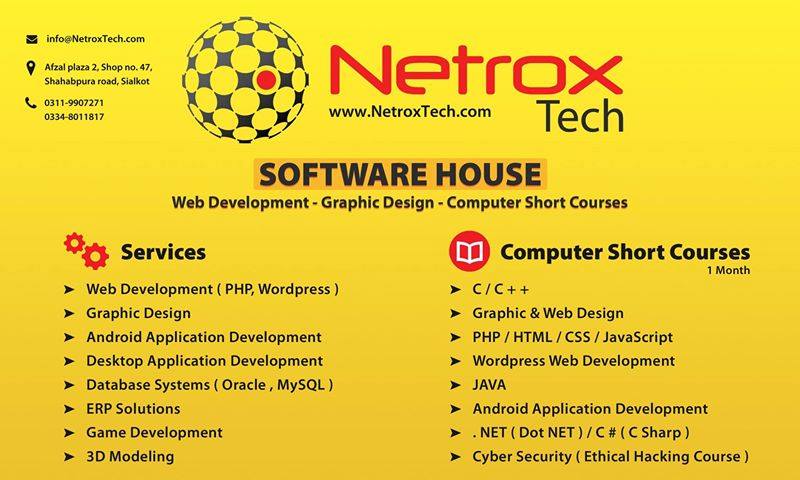 info@NetroxTech.com
Afzal plaza 2, Shop no. 47,
Shahabpura road, Sialkot
0311-9907271
0334-8011817
Netrox
www.NetroxTech.com
Tech
SOFTWARE HOUSE
Web Development - Graphic Design - Computer Short Courses
Services
Web Development ( PHP, Wordpress )
Graphic Design
Android Application Development
Desktop Application Development
Database Systems ( Oracle , MySQL )
ERP Solutions
Game Development
3D Modeling
Computer Short Courses
1 Month
C / C + +
Graphic & Web Design
PHP / HTML / CSS / JavaScript
Wordpress Web Development
JAVA
Android Application Development
. NET ( Dot NET ) / C # ( C Sharp )
Cyber Security ( Ethical Hacking Course )